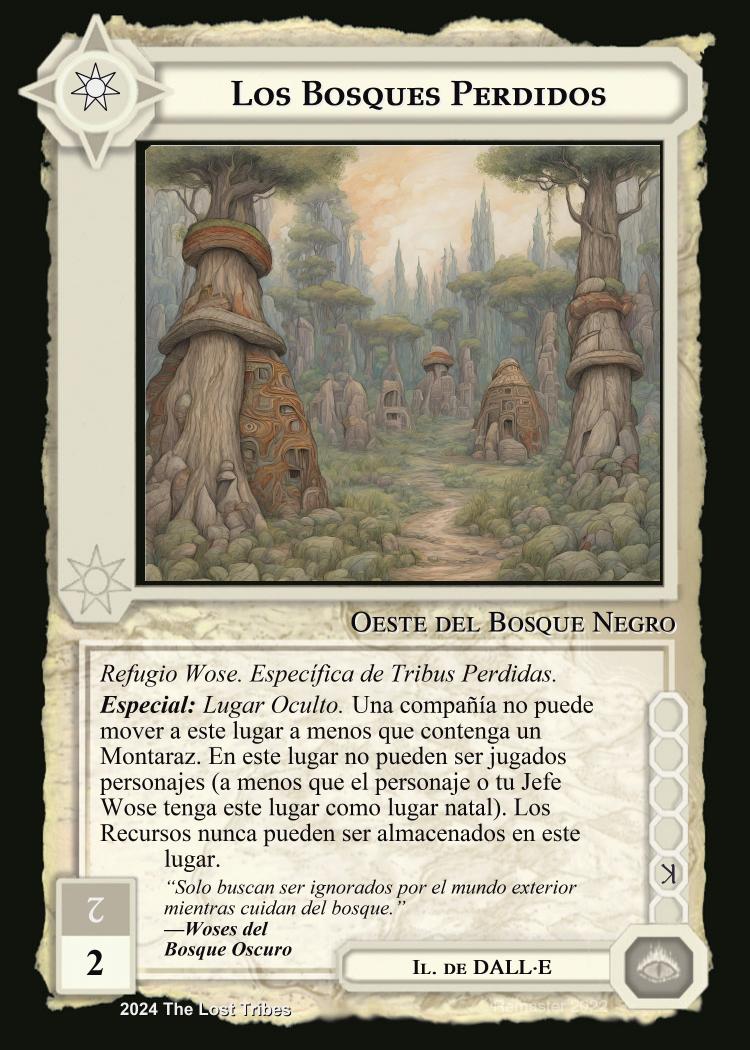 Los Bosques Perdidos
Oeste del Bosque Negro
Refugio Wose. Específica de Tribus Perdidas.
Especial: Lugar Oculto. Una compañía no puede
mover a este lugar a menos que contenga un
Montaraz. En este lugar no pueden ser jugados
personajes (a menos que el personaje o tu Jefe
Wose tenga este lugar como lugar natal). Los
Recursos nunca pueden ser almacenados en este
lugar.
“Solo buscan ser ignorados por el mundo exterior
mientras cuidan del bosque.”
—Woses del
Bosque Oscuro
2
2
Il. de DALL·E
2024 The Lost Tribes
Remaster 2022